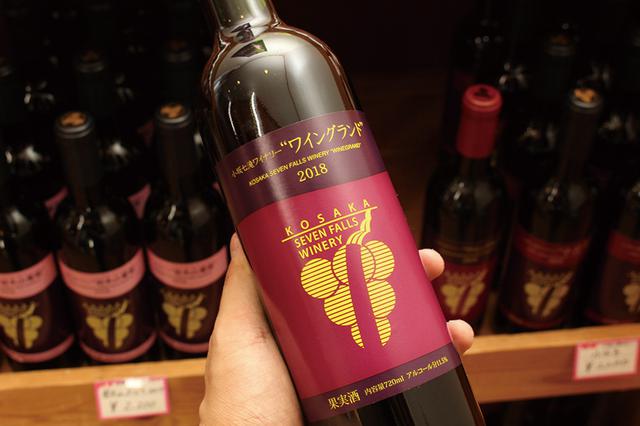 小坂七滝ワイナリー“ワイングランド”
KOSAKA SEVEN FALLS WINERY "WINEGRAND"
2018
KOSAKA
SEVEN FALLS
WINERY
果実酒 内容量720ml アルコール分11.5%